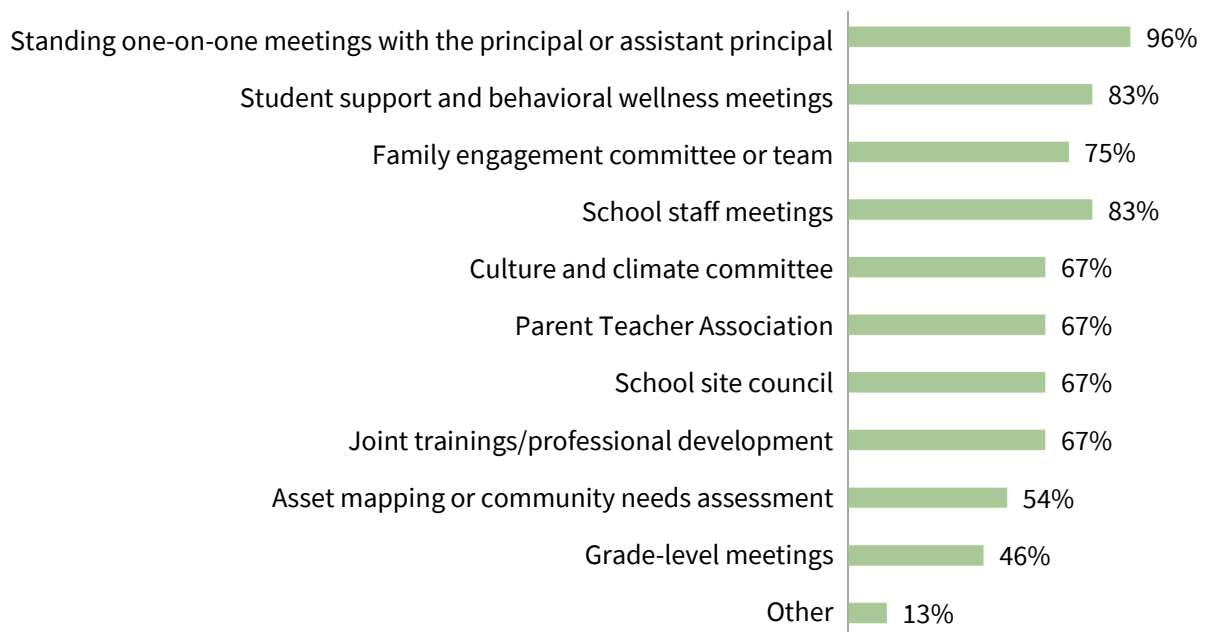 Standing one-on-one meetings with the principal or assistant principal 96%
Student support and behavioral wellness meetings 83%
Family engagement committee or team 75%
School staff meetings 83%
Culture and climate committee 67%
Parent Teacher Association 67%
School site council 67%
Joint trainings/professional development 67%
Asset mapping or community needs assessment 54%
Grade-level meetings 46%
Other 13%